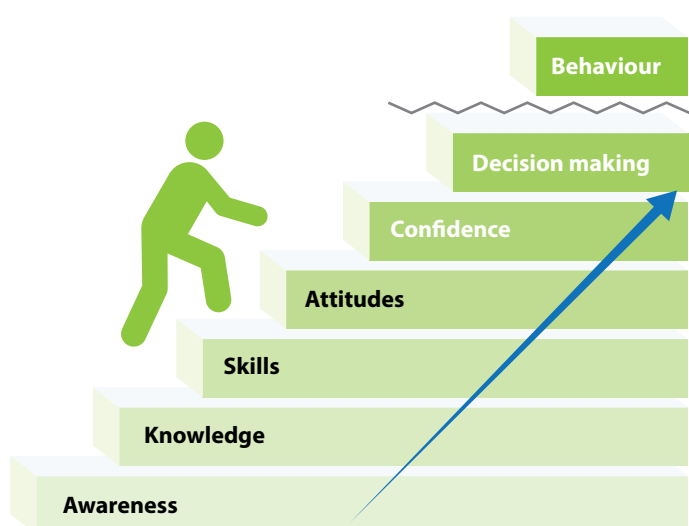 Behaviour
Decision making
Confidence
Attitudes
Skills
Knowledge
Awareness